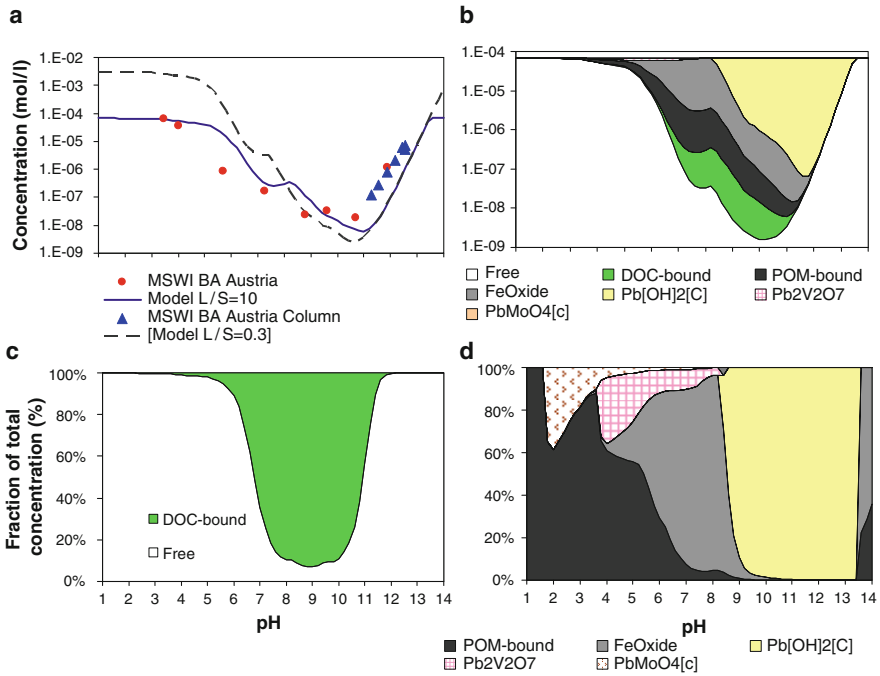 a
1.E-02
1.E-03
1.E-04
1.E-05
1.E-06
1.E-07
1.E-08
1.E-09
Concentration (mol/l)
MSWI BA Austria
Model L/S=10
MSWI BA Austria Column
[Model L/S=0.3]
b
1.E-04
1.E-05
1.E-06
1.E-07
1.E-08
1.E-09
Free
DOC-bound
POM-bound
FeOxide
Pb[OH]2[C]
Pb2V2O7
PbMoO4[c]
c
100%
80%
60%
40%
20%
0%
Fraction of total
concentration (%)
DOC-bound
Free
1 2 3 4 5 6 7 8 9 10 11 12 13 14
pH
d
100%
80%
60%
40%
20%
0%
1 2 3 4 5 6 7 8 9 10 11 12 13 14
pH
POM-bound
FeOxide
Pb[OH]2[C]
Pb2V2O7
PbMoO4[c]